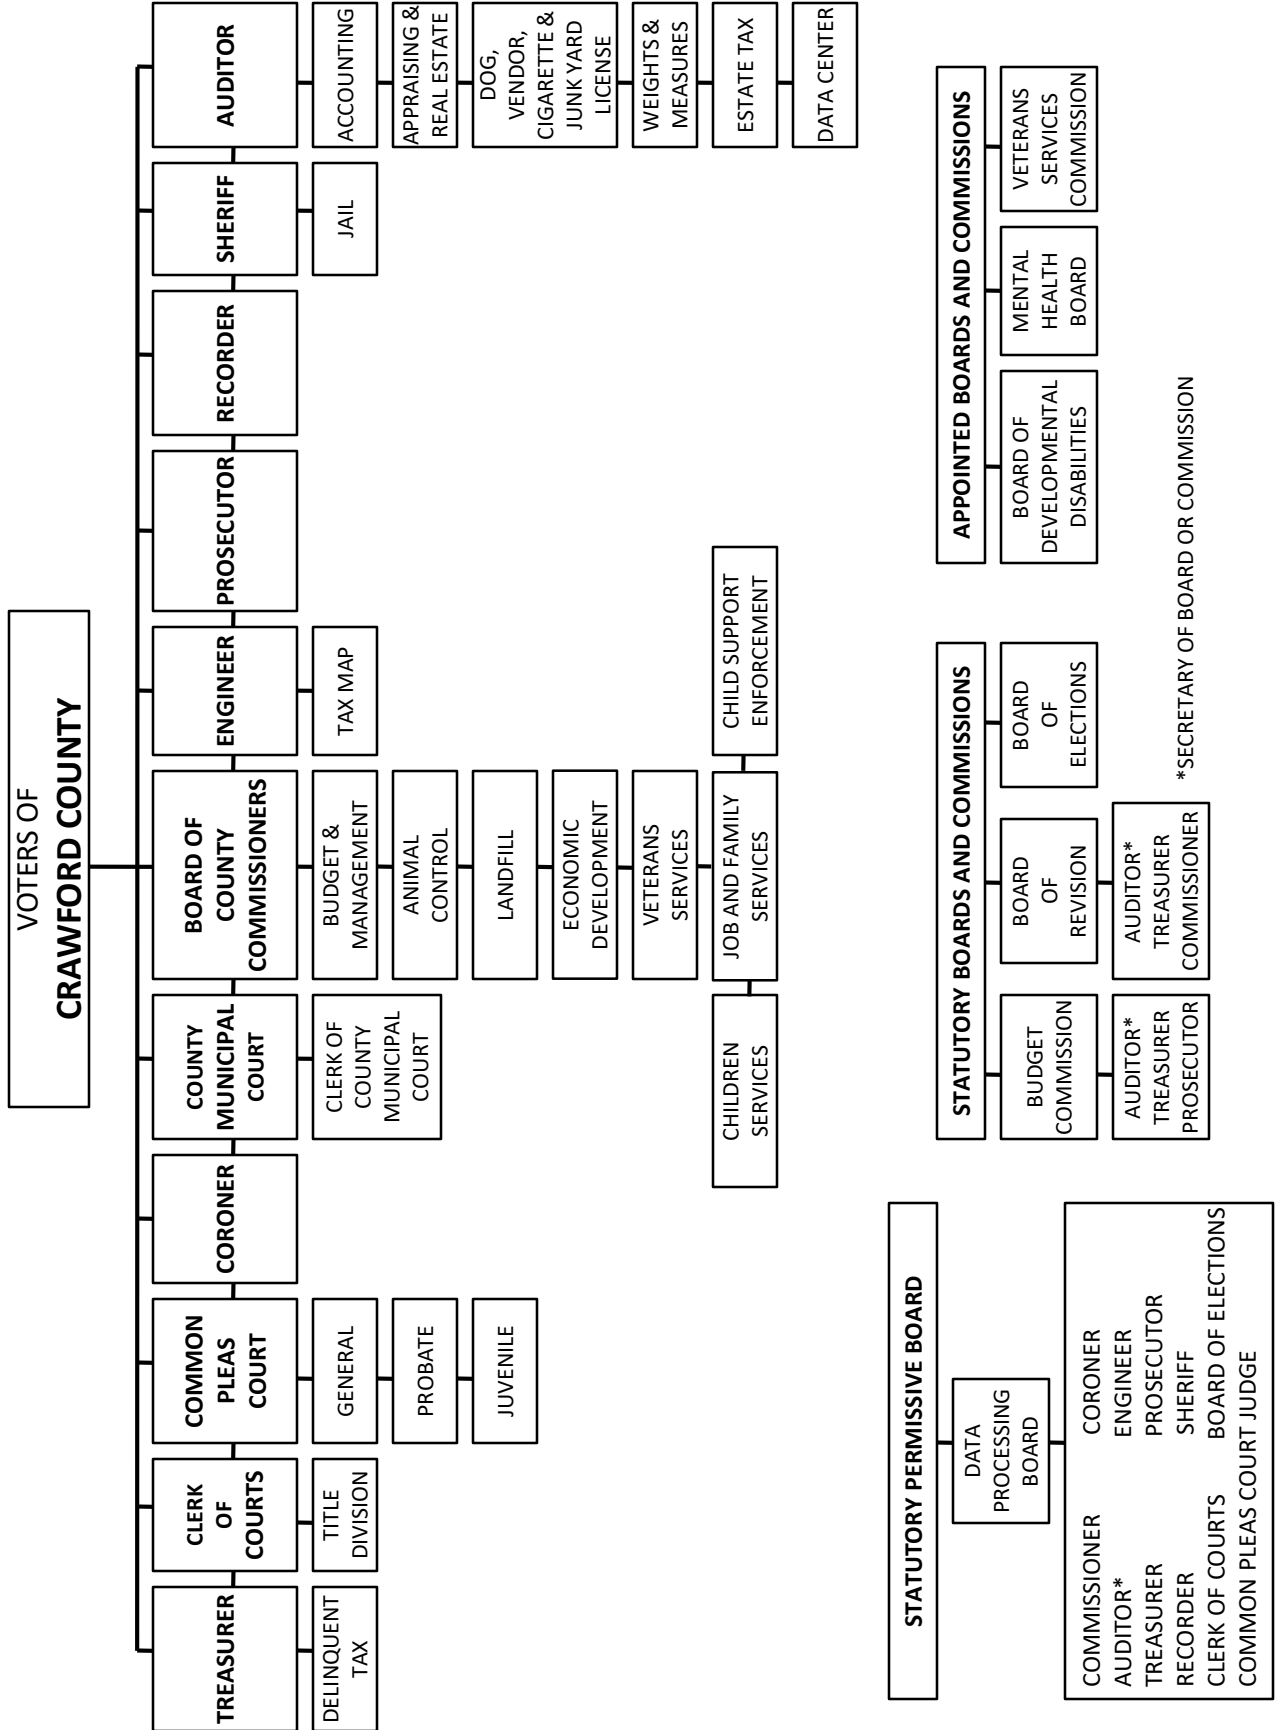 VOTERS OF
CRAWFORD COUNTY
TREASURER
DELINQUENT
TAX
CLERK
OF
COURTS
TITLE
DIVISION
COMMON
PLEAS
COURT
GENERAL
PROBATE
JUVENILE
CORONER
COUNTY
MUNICIPAL
COURT
CLERK OF
COUNTY
MUNICIPAL
COURT
BOARD OF
COUNTY
COMMISSIONERS
BUDGET &
MANAGEMENT
ANIMAL
CONTROL
LANDFILL
ECONOMIC
DEVELOPMENT
VETERANS
SERVICES
CHILDREN
SERVICES
JOB AND FAMILY
SERVICES
CHILD SUPPORT
ENFORCEMENT
ENGINEER
TAX MAP
PROSECUTOR
RECORDER
SHERIFF
JAIL
AUDITOR
ACCOUNTING
APPRAISING &
REAL ESTATE
DOG,
VENDOR,
CIGARETTE &
JUNK YARD
LICENSE
WEIGHTS &
MEASURES
ESTATE TAX
DATA CENTER
STATUTORY PERMISSIVE BOARD
DATA
PROCESSING
BOARD
COMMISSIONER CORONER
AUDITOR* ENGINEER
TREASURER PROSECUTOR
RECORDER SHERIFF
CLERK OF COURTS BOARD OF ELECTIONS
COMMON PLEAS COURT JUDGE
STATUTORY BOARDS AND COMMISSIONS
BUDGET
COMMISSION
AUDITOR*
TREASURER
PROSECUTOR
BOARD
OF
REVISION
AUDITOR*
TREASURER
COMMISSIONER
BOARD
OF
ELECTIONS
APPOINTED BOARDS AND COMMISSIONS
BOARD OF
DEVELOPMENTAL
DISABILITIES
MENTAL
HEALTH
BOARD
VETERANS
SERVICES
COMMISSION
*SECRETARY OF BOARD OR COMMISSION